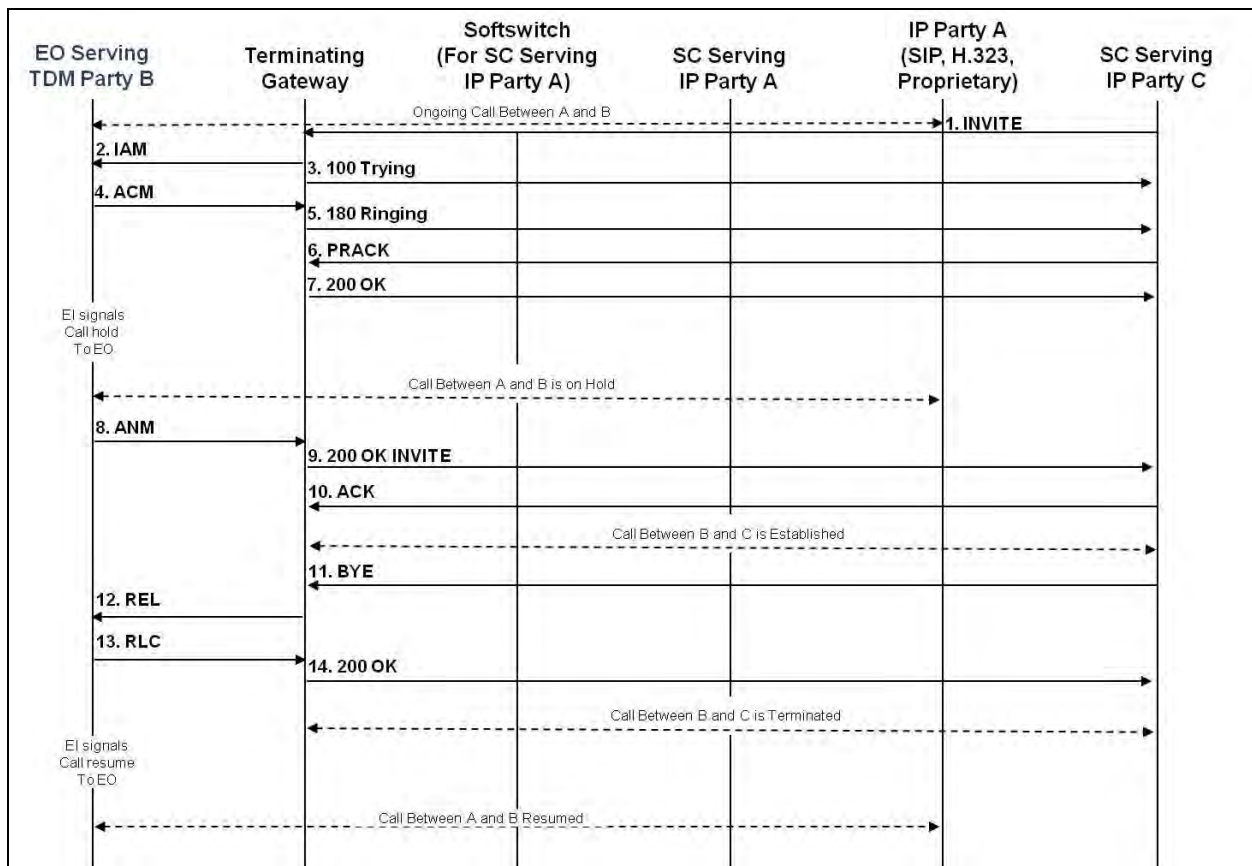 EO Serving
TDM Party B
Terminating
Gateway
Softswitch
(For SC Serving
IP Party A)
SC Serving
IP Party A
IP Party A
(SIP, H.323,
Proprietary)
SC Serving
IP Party C
Ongoing Call Between A and B
1. INVITE
2. IAM
3. 100 Trying
4. ACM
5. 180 Ringing
6. PRACK
7. 200 OK
EI signals
Call hold
To EO
Call Between A and B is on Hold
8. ANM
9. 200 OK INVITE
10. ACK
Call Between B and C is Established
11. BYE
12. REL
13. RLC
14. 200 OK
Call Between B and C is Terminated
EI signals
Call resume
To EO
Call Between A and B Resumed